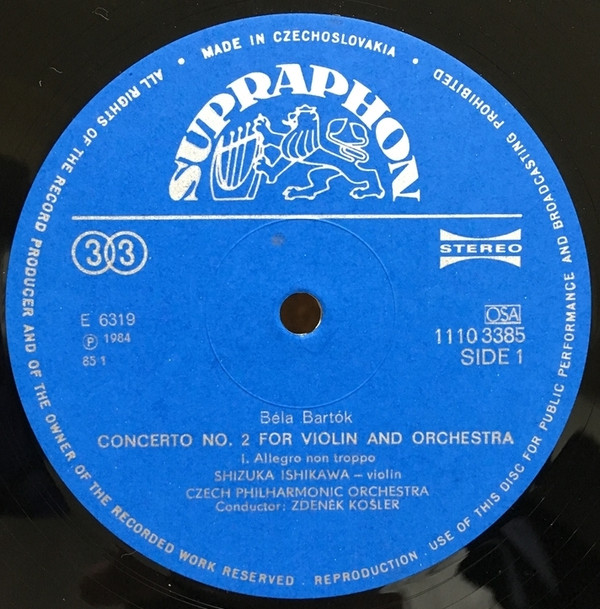 ALL RIGHTS OF THE RECORD PRODUCER AND OF THE OWNER OF THE RECORDED WORK RESERVED . REPRODUCTION . USE OF THIS DISC FOR PUBLIC PERFORMANCE AND BROADCASTING PROHIBITED
• MADE IN CZECHOSLOVAKIA •
SUPRAPHON
33
STEREO
E 6319
℗ 1984
85 1
OSA
1110 3385
SIDE 1
Béla Bartók
CONCERTO NO. 2 FOR VIOLIN AND ORCHESTRA
I. Allegro non troppo
SHIZUKA ISHIKAWA – violin
CZECH PHILHARMONIC ORCHESTRA
Conductor: ZDENĚK KOŠLER